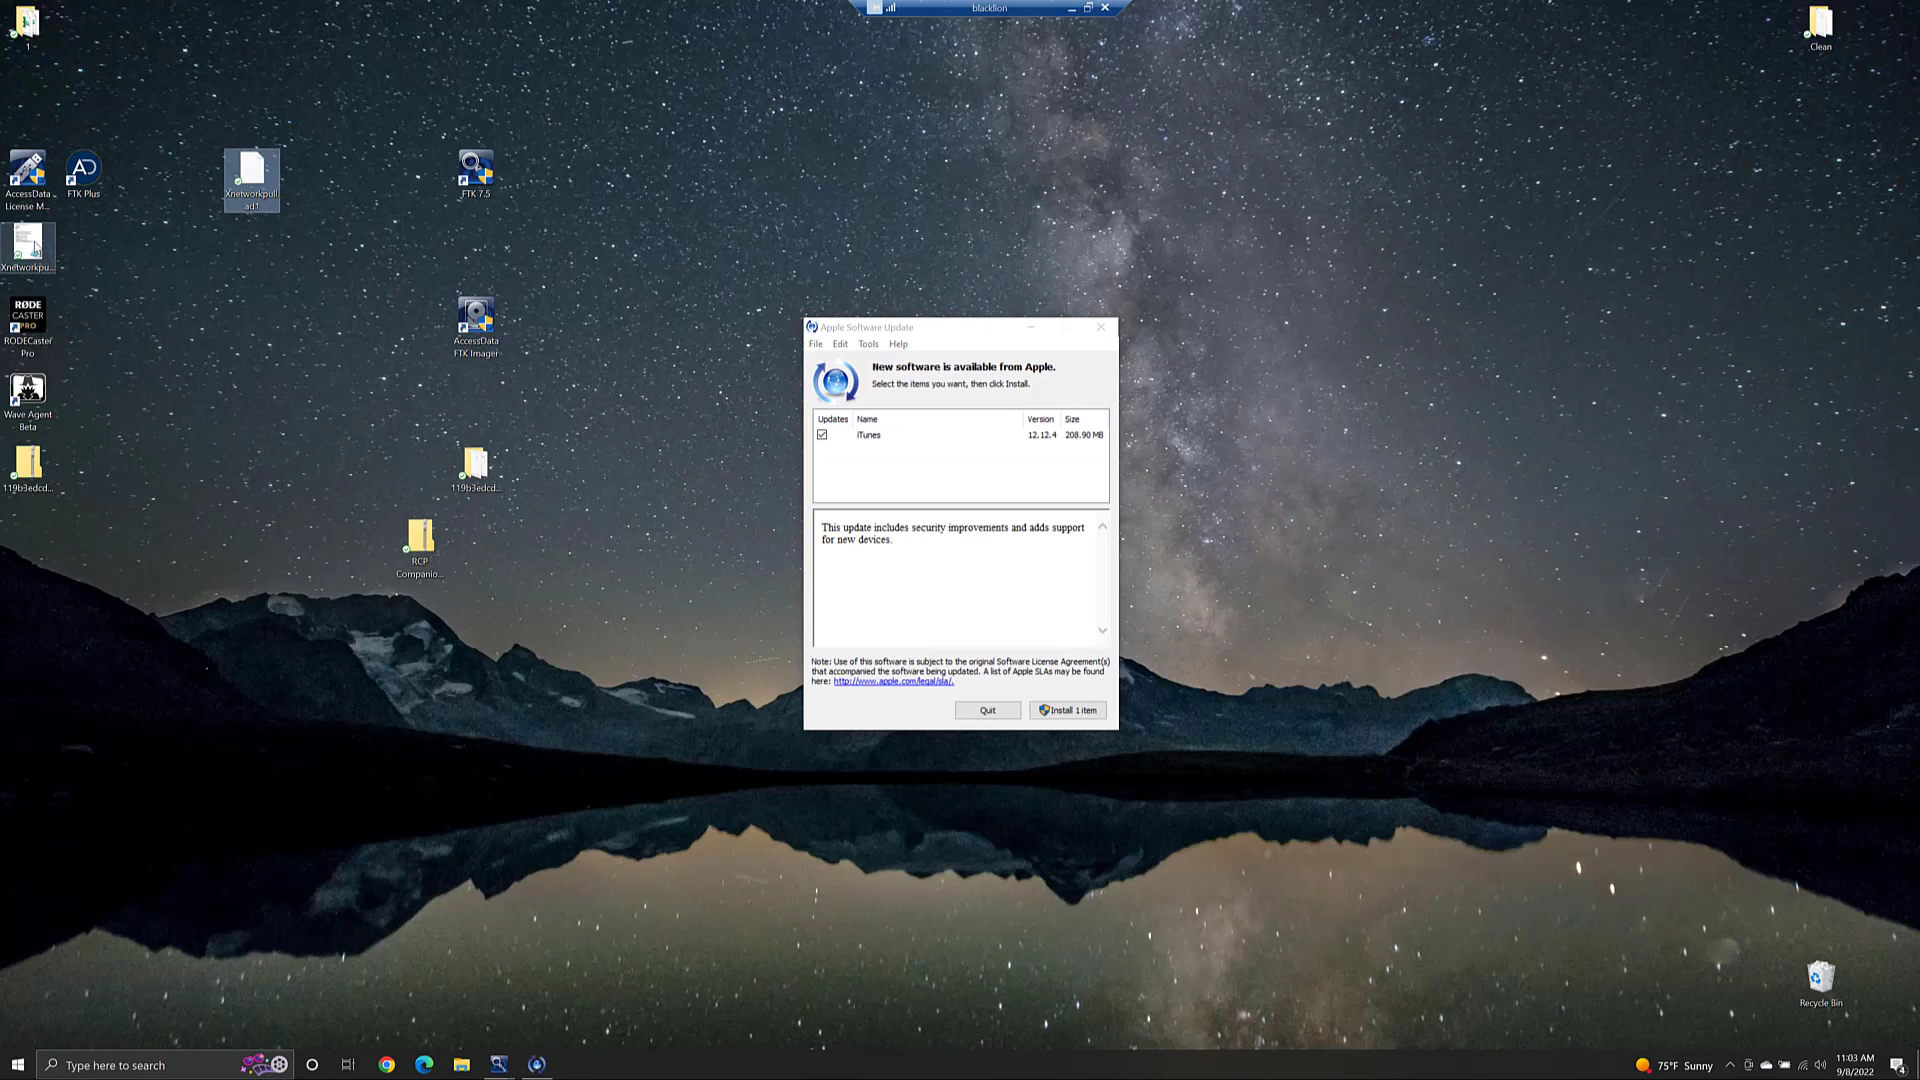 blacklion
1
Clean
AccessData
License M...
FTK Plus
Xnetworkpull
ad1
FTK 7.5
Xnetworkpu...
RØDE
CASTER
PRO
RODECaster
Pro
AccessData
FTK Imager
Wave Agent
Beta
119b3edcd...
119b3edcd...
RCP
Companio...
Apple Software Update
File Edit Tools Help
New software is available from Apple.
Select the items you want, then click Install.
Updates Name Version Size
iTunes 12.12.4 208.90 MB
This update includes security improvements and adds support
for new devices.
Note: Use of this software is subject to the original Software License Agreement(s)
that accompanied the software being updated. A list of Apple SLAs may be found
here: http://www.apple.com/legal/sla/.
Quit Install 1 item
Recycle Bin
Type here to search
75°F Sunny
11:03 AM
9/8/2022
4